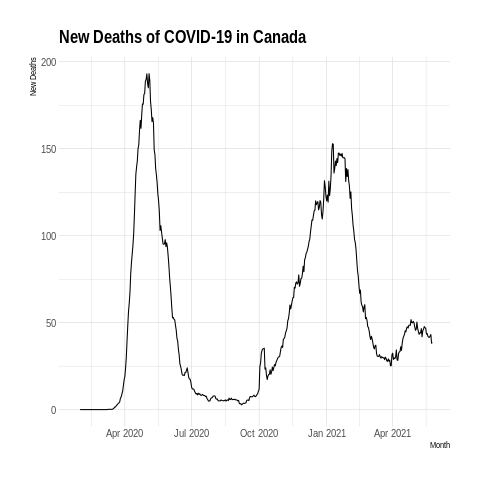 New Deaths of COVID-19 in Canada
New Deaths
200
150
100
50
0
Apr 2020 Jul 2020 Oct 2020 Jan 2021 Apr 2021
Month